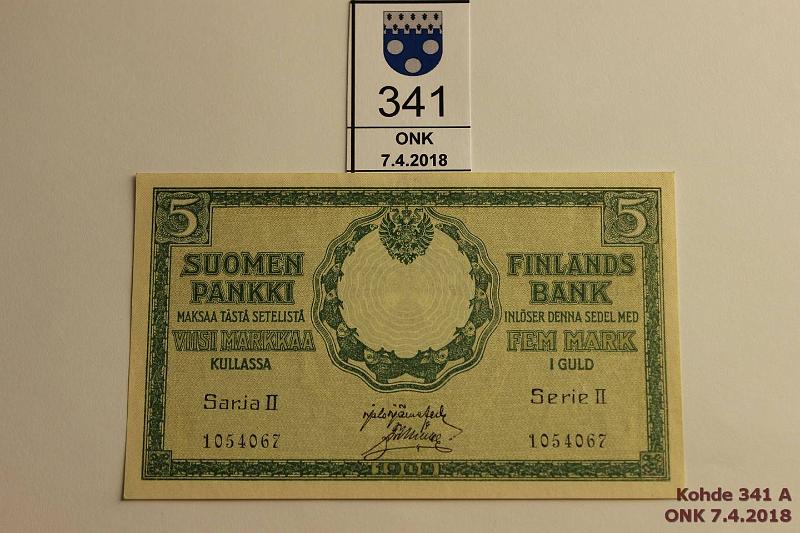 341
ONK
7.4.2018
5 5
SUOMEN
PANKKI
MAKSAA TÄSTÄ SETELISTÄ
VIISI MARKKAA
KULLASSA
Sarja II
1054067
FINLANDS
BANK
INLÖSER DENNA SEDEL MED
FEM MARK
I GULD
Serie II
1054067
1909
Kohde 341 A
ONK 7.4.2018